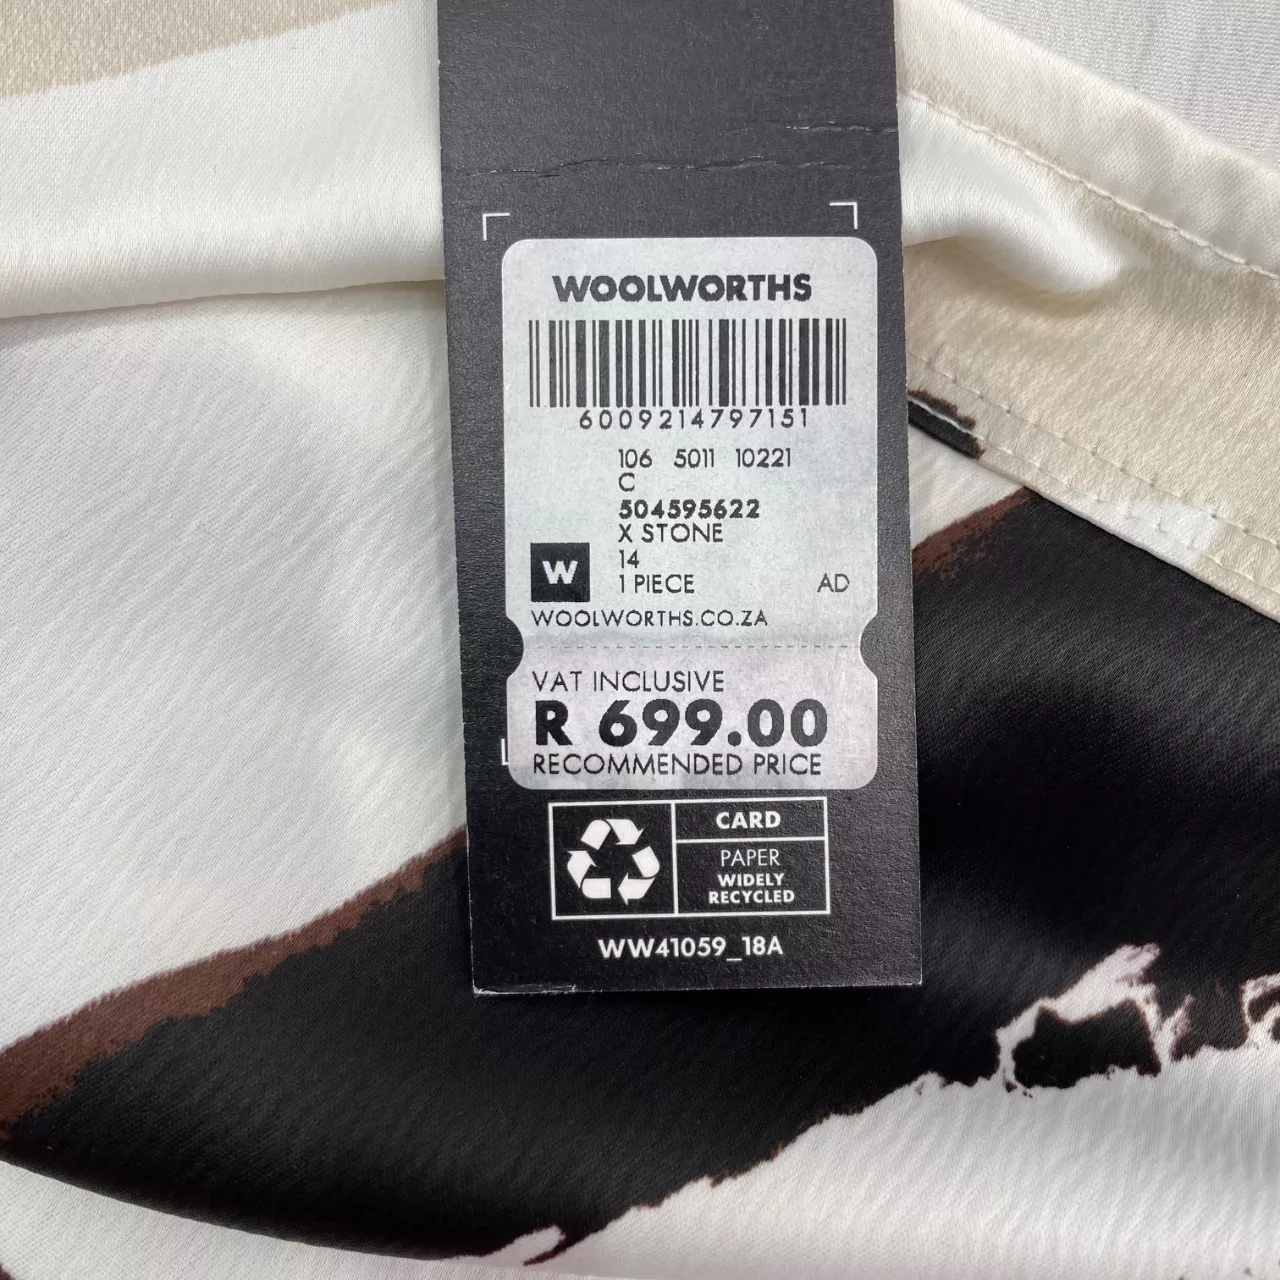 WOOLWORTHS
6009214797151
106 5011 10221
C
504595622
X STONE
14
W
1 PIECE AD
WOOLWORTHS.CO.ZA
VAT INCLUSIVE
R 699.00
RECOMMENDED PRICE
CARD
PAPER
WIDELY
RECYCLED
WW41059_18A